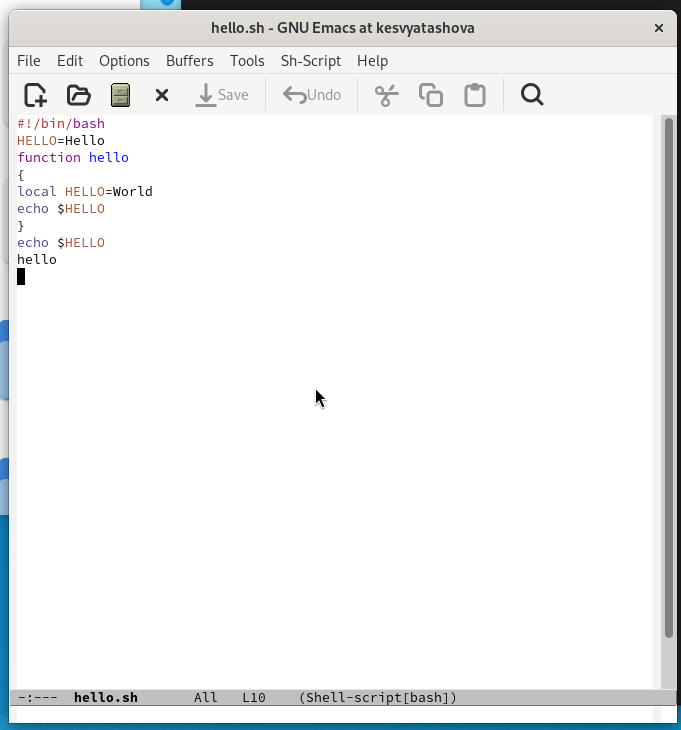 hello.sh - GNU Emacs at kesvyatashova
File Edit Options Buffers Tools Sh-Script Help
Save Undo
#!/bin/bash
HELLO=Hello
function hello
{
local HELLO=World
echo $HELLO
}
echo $HELLO
hello
-:--- hello.sh All L10 (Shell-script[bash])